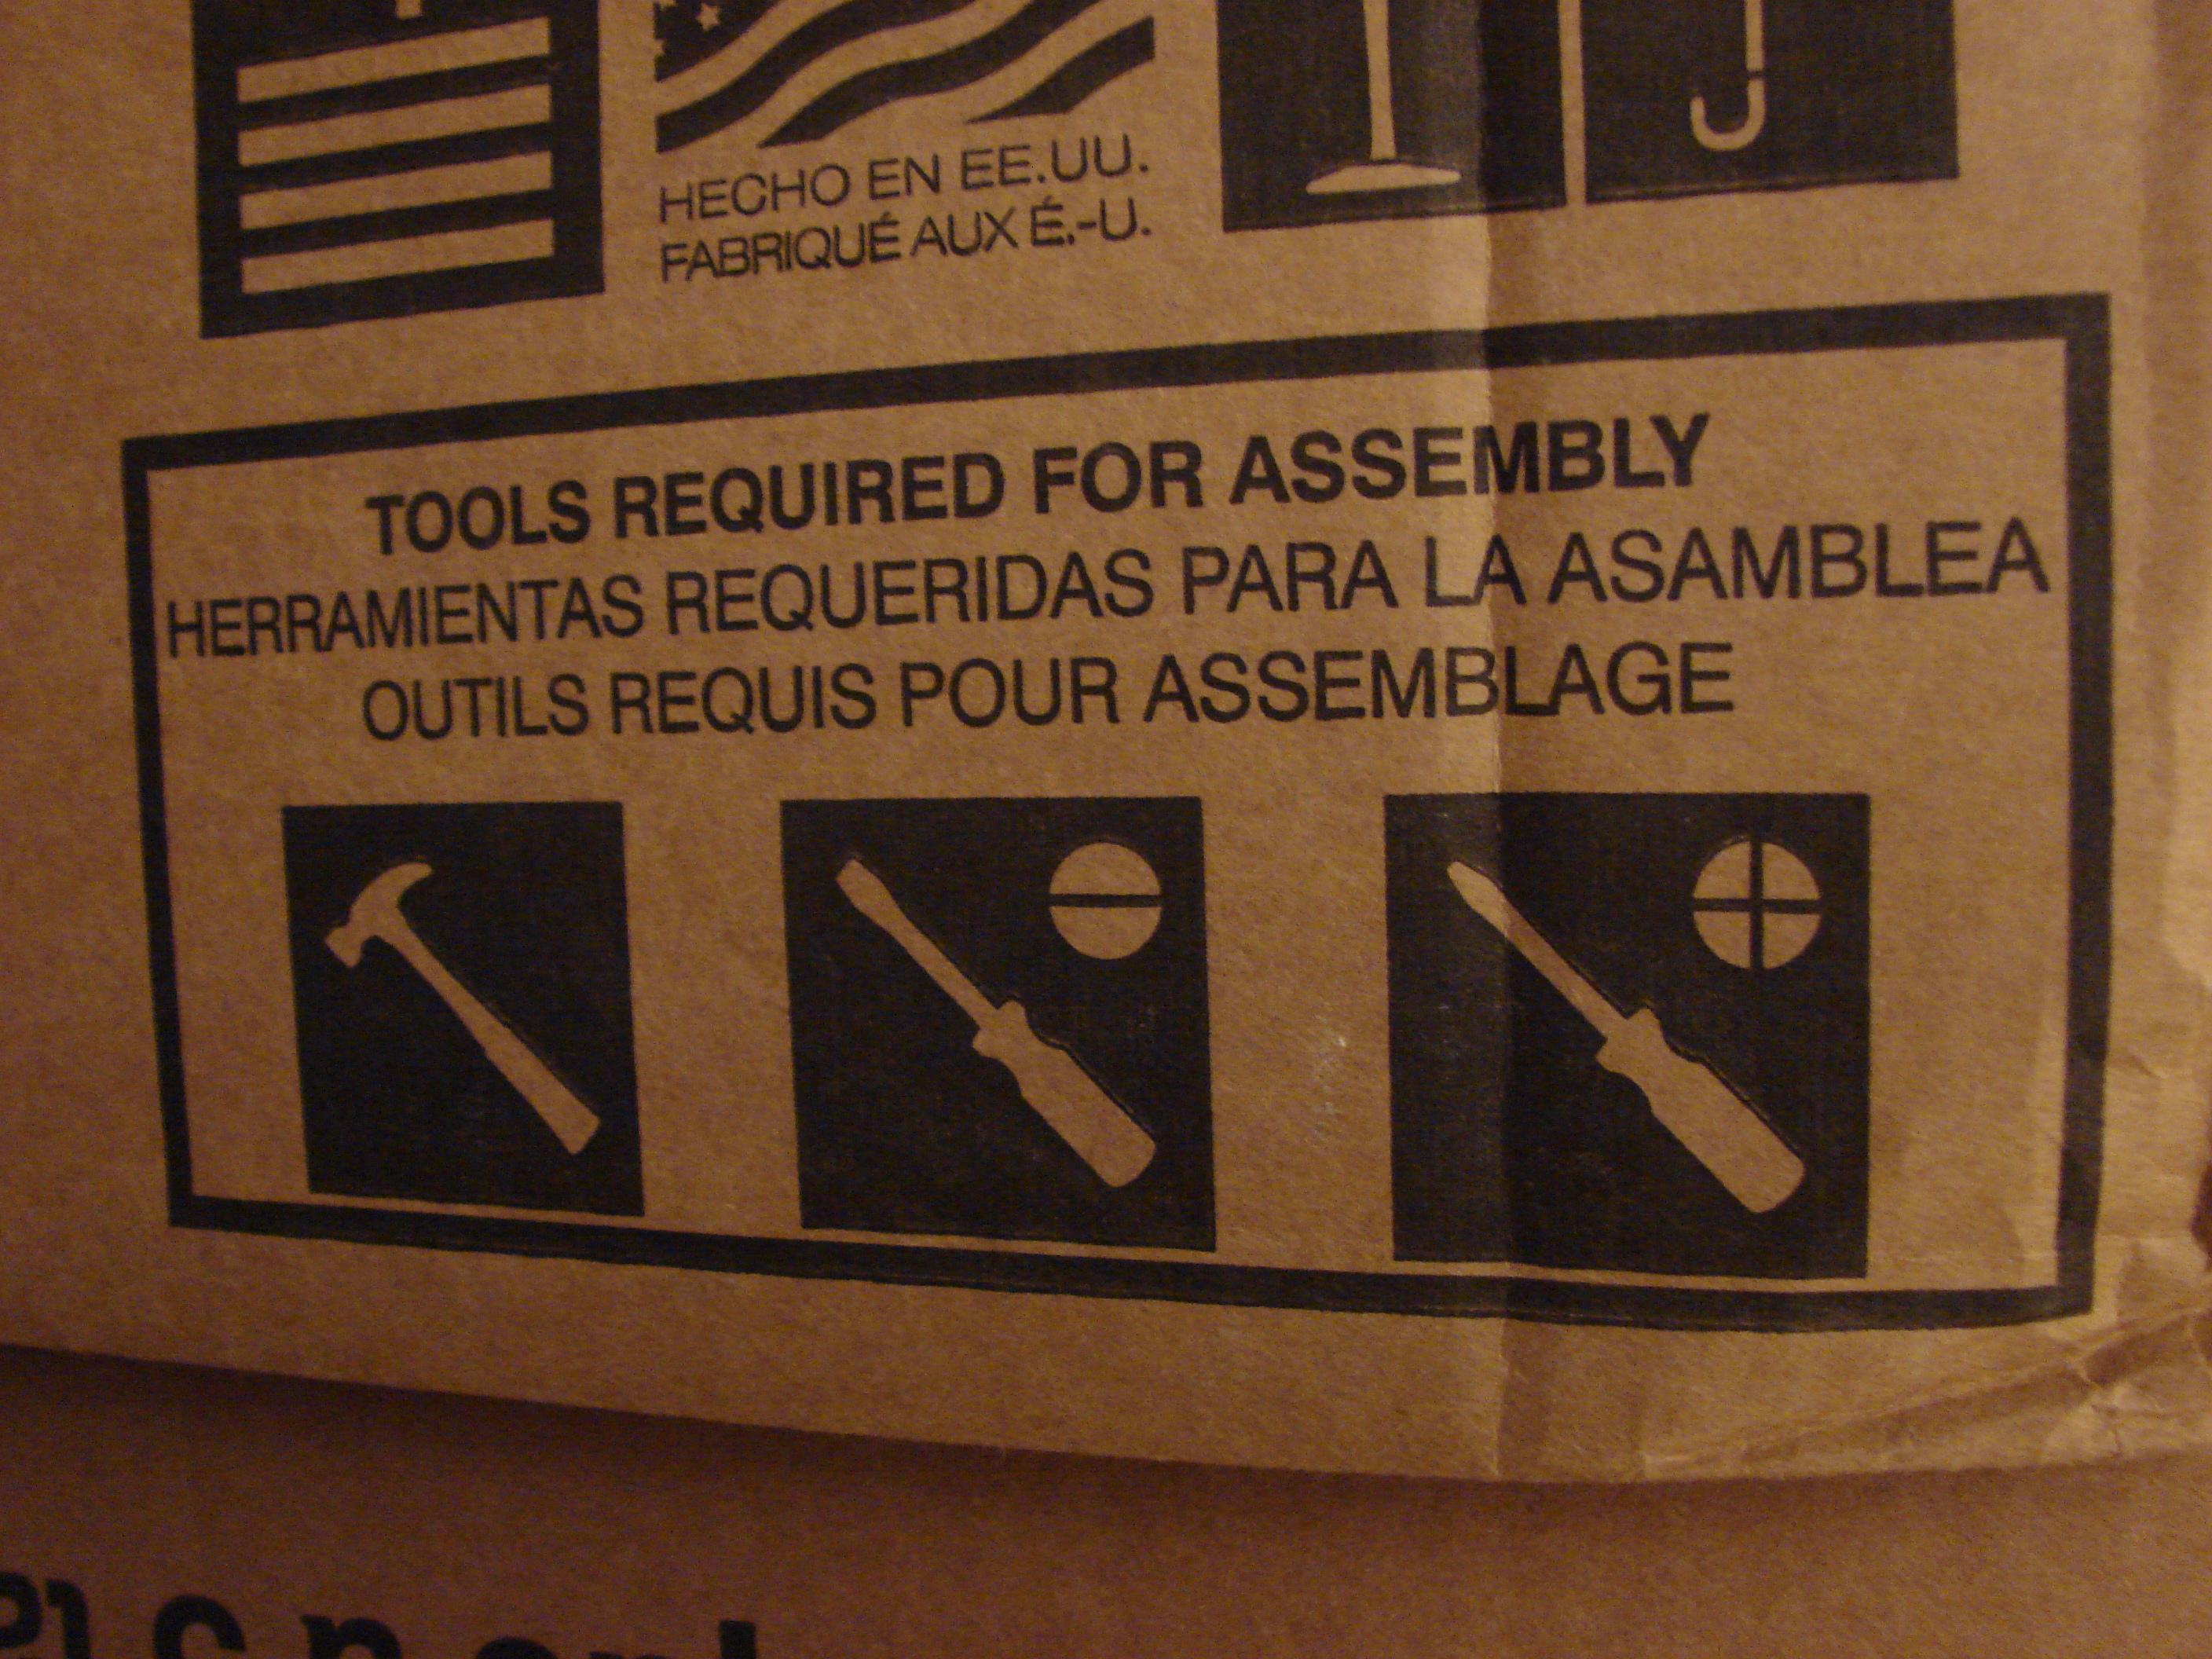 HECHO EN EE.UU.
FABRIQUÉ AUX É.-U.
TOOLS REQUIRED FOR ASSEMBLY
HERRAMIENTAS REQUERIDAS PARA LA ASAMBLEA
OUTILS REQUIS POUR ASSEMBLAGE